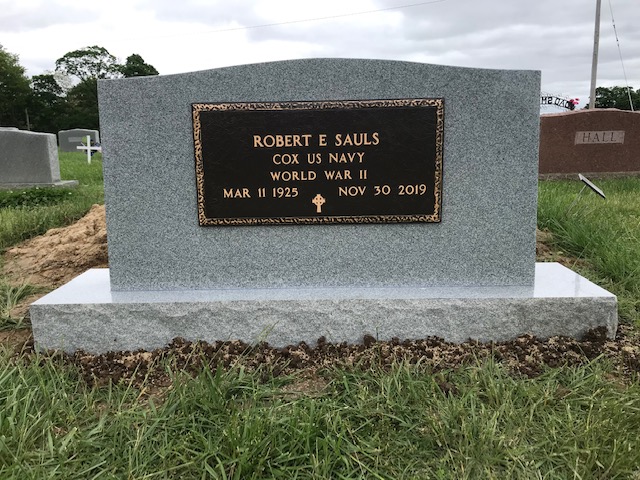 ROBERT E SAULS
COX US NAVY
WORLD WAR II
MAR 11 1925 NOV 30 2019
HALL